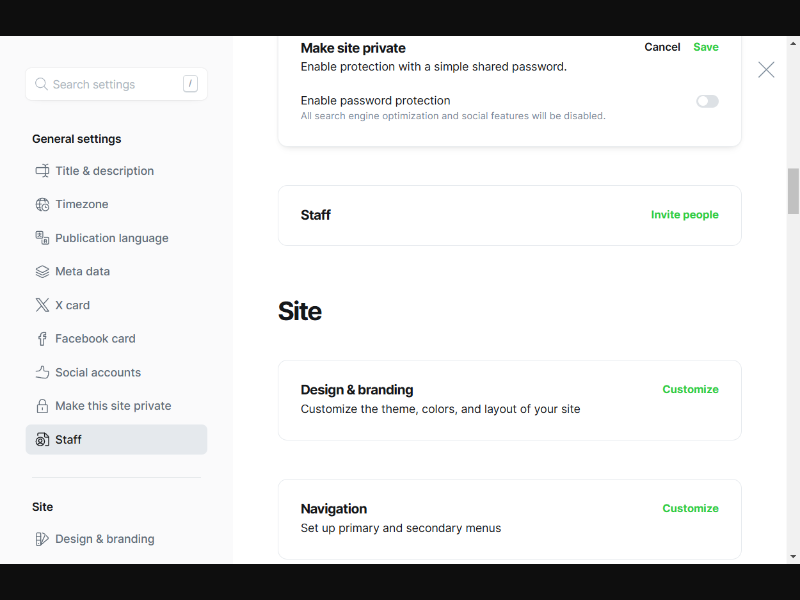 Search settings
/
General settings
Title & description
Timezone
Publication language
Meta data
X card
Facebook card
Social accounts
Make this site private
Staff
Site
Design & branding
Make site private
Cancel Save
Enable protection with a simple shared password.
Enable password protection
All search engine optimization and social features will be disabled.
Staff
Invite people
Site
Design & branding
Customize
Customize the theme, colors, and layout of your site
Navigation
Customize
Set up primary and secondary menus